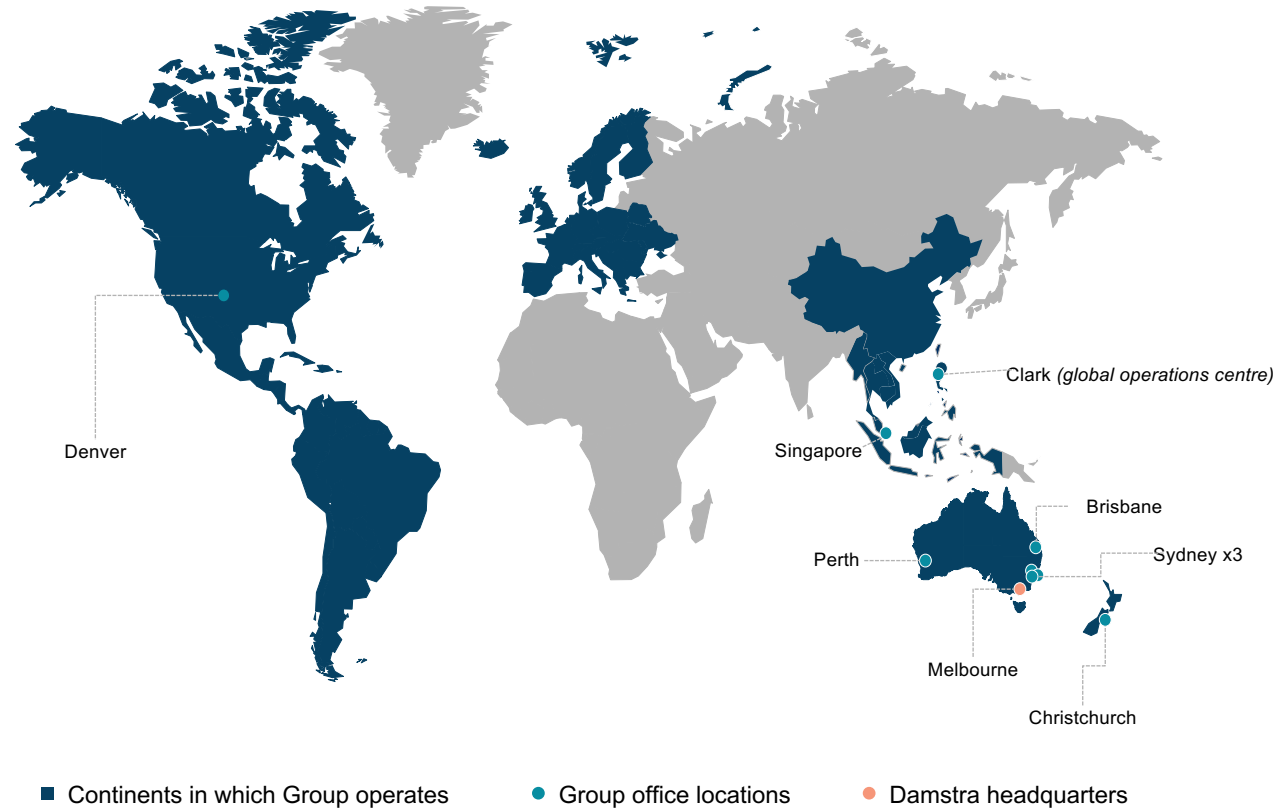 Clark (global operations centre)
Denver
Singapore
Brisbane
Perth
Sydney x3
Melbourne
Christchurch
Continents in which Group operates
Group office locations
Damstra headquarters